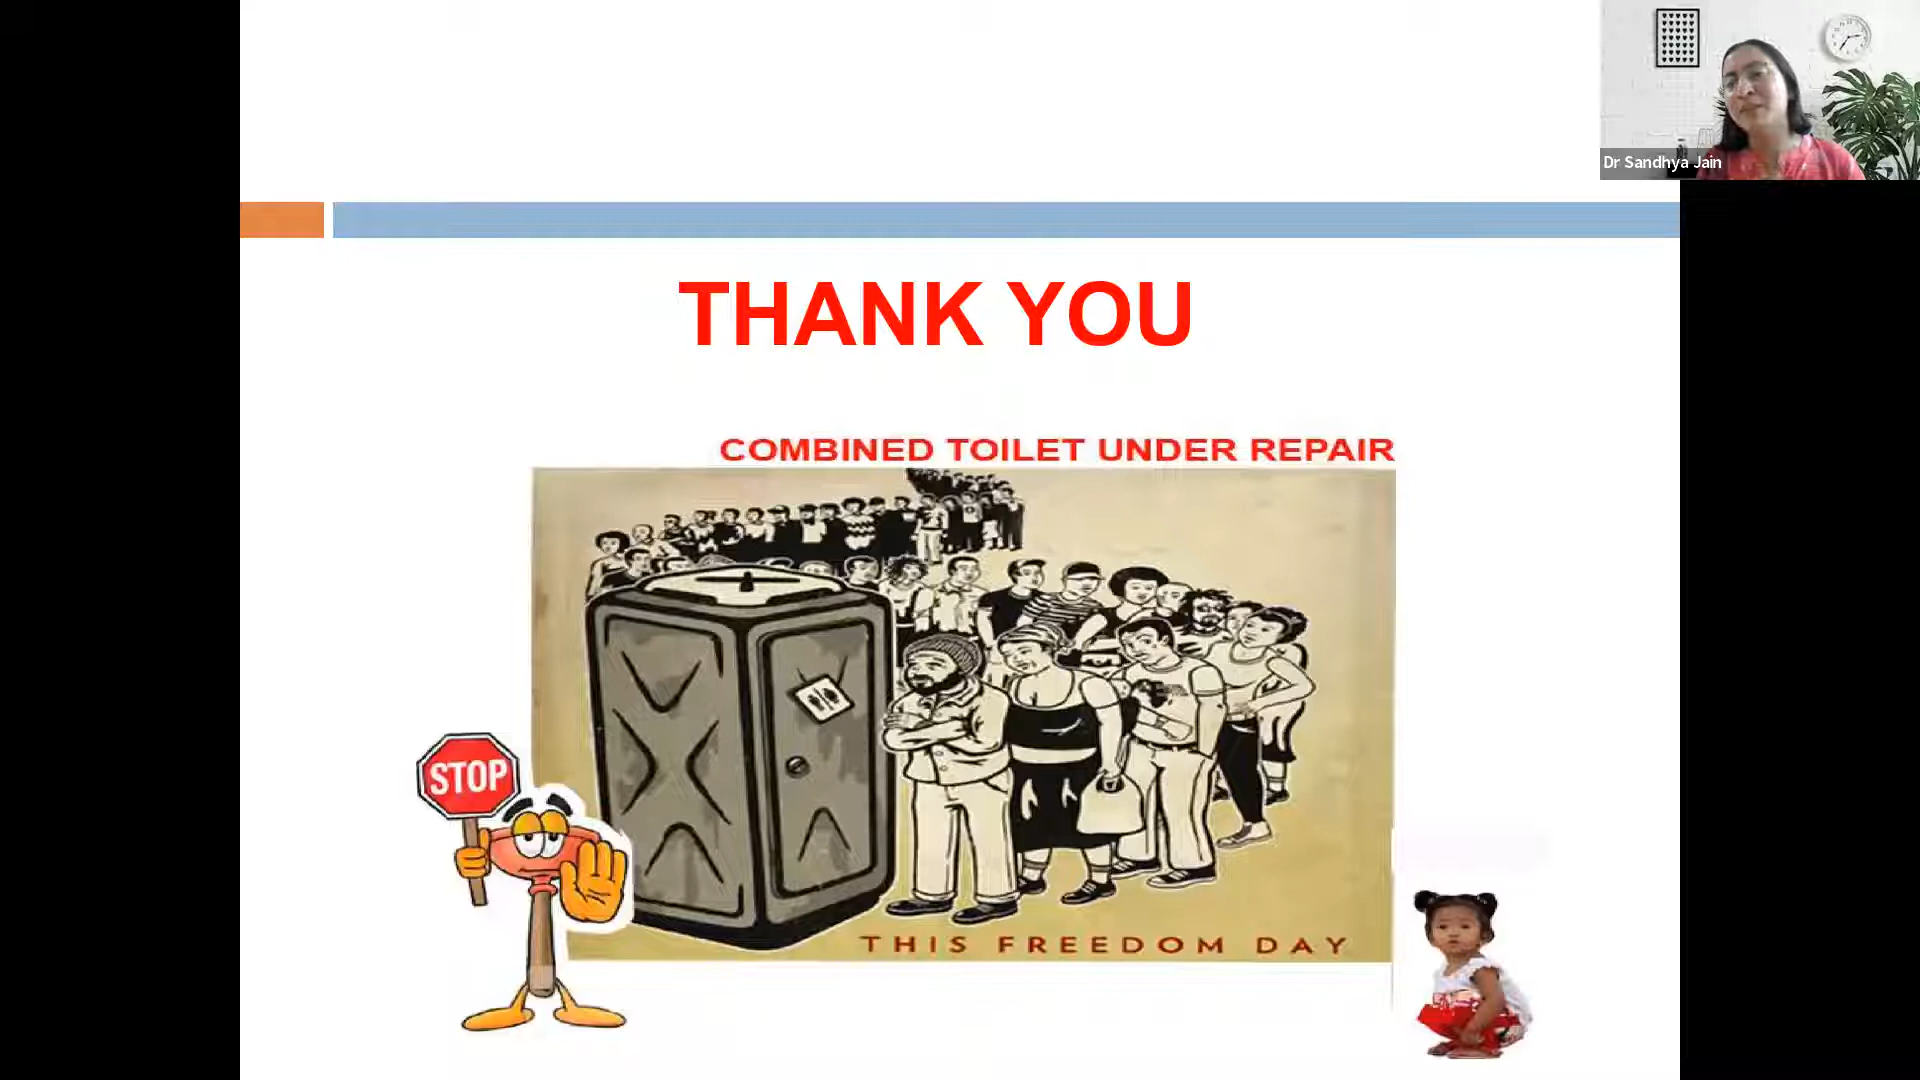 Dr Sandhya Jain
THANK YOU
COMBINED TOILET UNDER REPAIR
STOP
THIS FREEDOM DAY